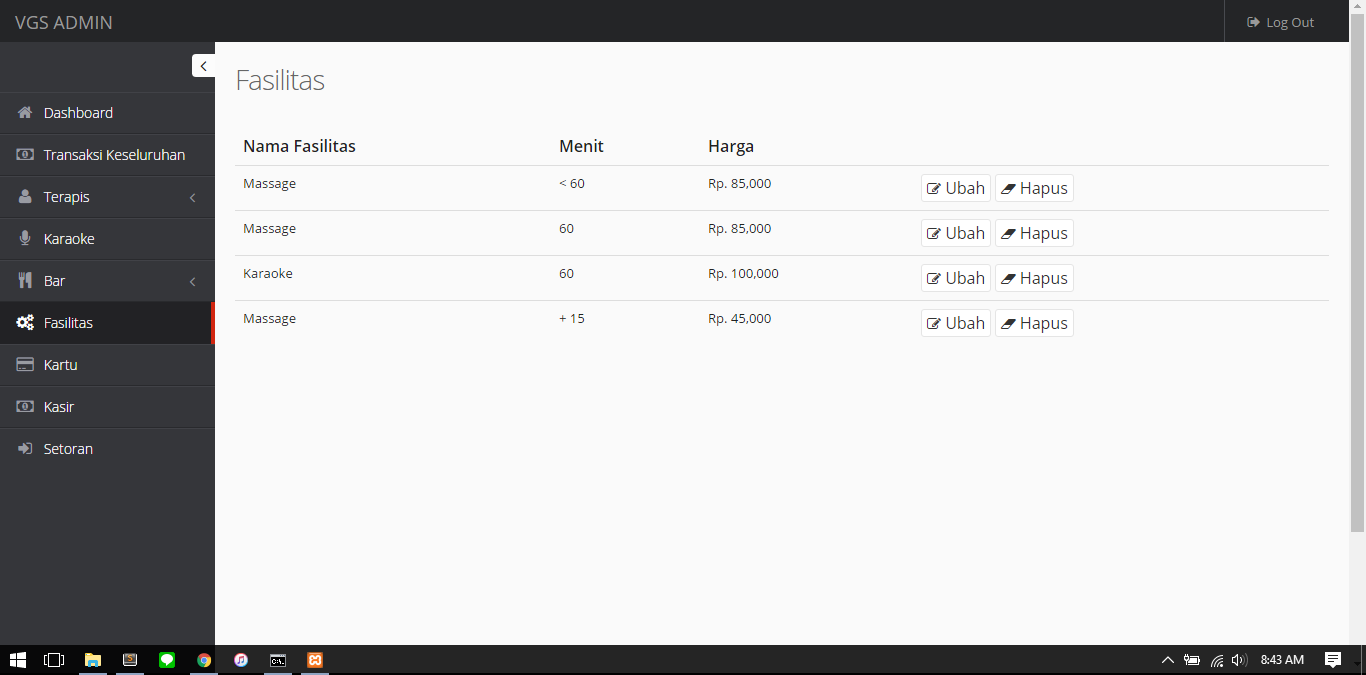 VGS ADMIN
Log Out
Dashboard
Transaksi Keseluruhan
Terapis
Karaoke
Bar
Fasilitas
Kartu
Kasir
Setoran
Fasilitas
Nama Fasilitas Menit Harga
Massage < 60 Rp. 85,000 Ubah Hapus
Massage 60 Rp. 85,000 Ubah Hapus
Karaoke 60 Rp. 100,000 Ubah Hapus
Massage + 15 Rp. 45,000 Ubah Hapus
8:43 AM